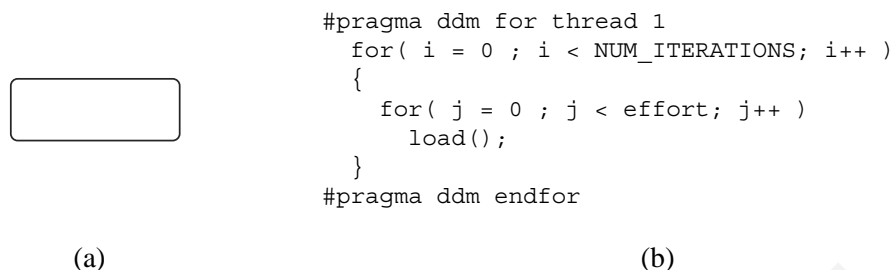 #pragma ddm for thread 1
for( i = 0 ; i < NUM_ITERATIONS; i++ )
{
for( j = 0 ; j < effort; j++ )
load();
}
#pragma ddm endfor
(a)
(b)